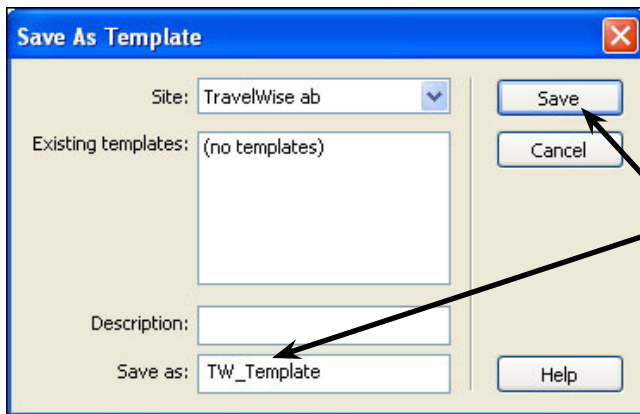 Save As Template
Site: TravelWise ab
Save
Existing templates: (no templates)
Cancel
Description:
Save as: TW_Template
Help